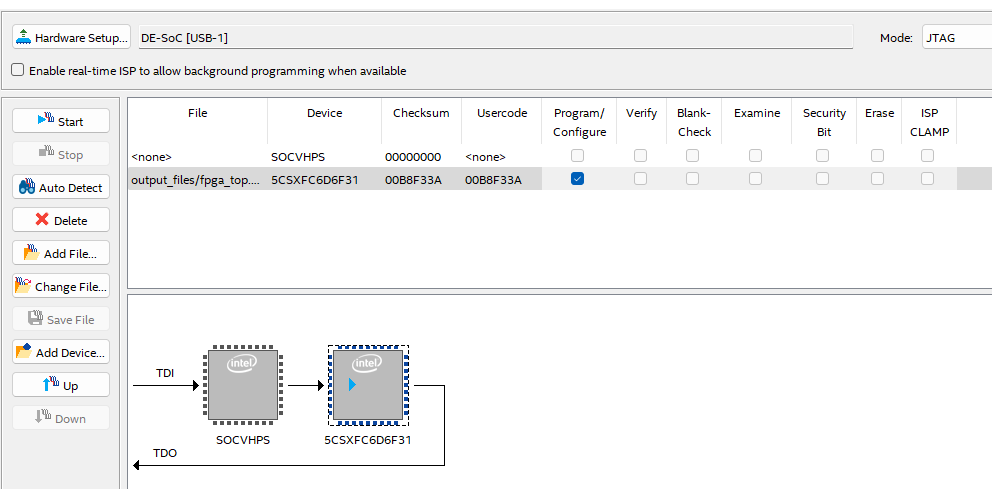 Hardware Setup... DE-SoC [USB-1] Mode: JTAG
Enable real-time ISP to allow background programming when available
Start
Stop
Auto Detect
Delete
Add File...
Change File...
Save File
Add Device...
Up
Down
File Device Checksum Usercode Program/ Verify Blank- Examine Security Erase ISP
Configure Check Bit CLAMP
<none> SOCVHPS 00000000 <none>
output_files/fpga_top.... 5CSXFC6D6F31 00B8F33A 00B8F33A
intel intel
TDI
SOCVHPS 5CSXFC6D6F31
TDO